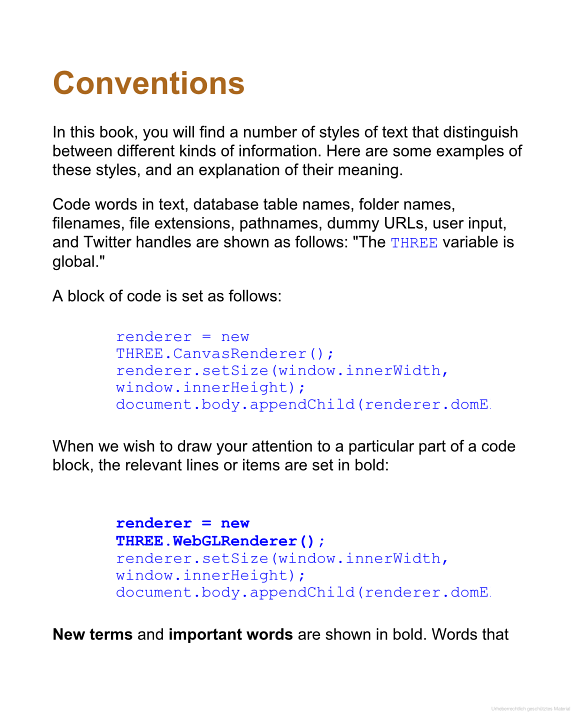 Conventions
In this book, you will find a number of styles of text that distinguish
between different kinds of information. Here are some examples of
these styles, and an explanation of their meaning.
Code words in text, database table names, folder names,
filenames, file extensions, pathnames, dummy URLs, user input,
and Twitter handles are shown as follows: "The THREE variable is
global."
A block of code is set as follows:
renderer = new
THREE.CanvasRenderer();
renderer.setSize(window.innerWidth,
window.innerHeight);
document.body.appendChild(renderer.domE
When we wish to draw your attention to a particular part of a code
block, the relevant lines or items are set in bold:
renderer = new
THREE.WebGLRenderer();
renderer.setSize(window.innerWidth,
window.innerHeight);
document.body.appendChild(renderer.domE
New terms and important words are shown in bold. Words that
Urheberrechtlich geschütztes Material